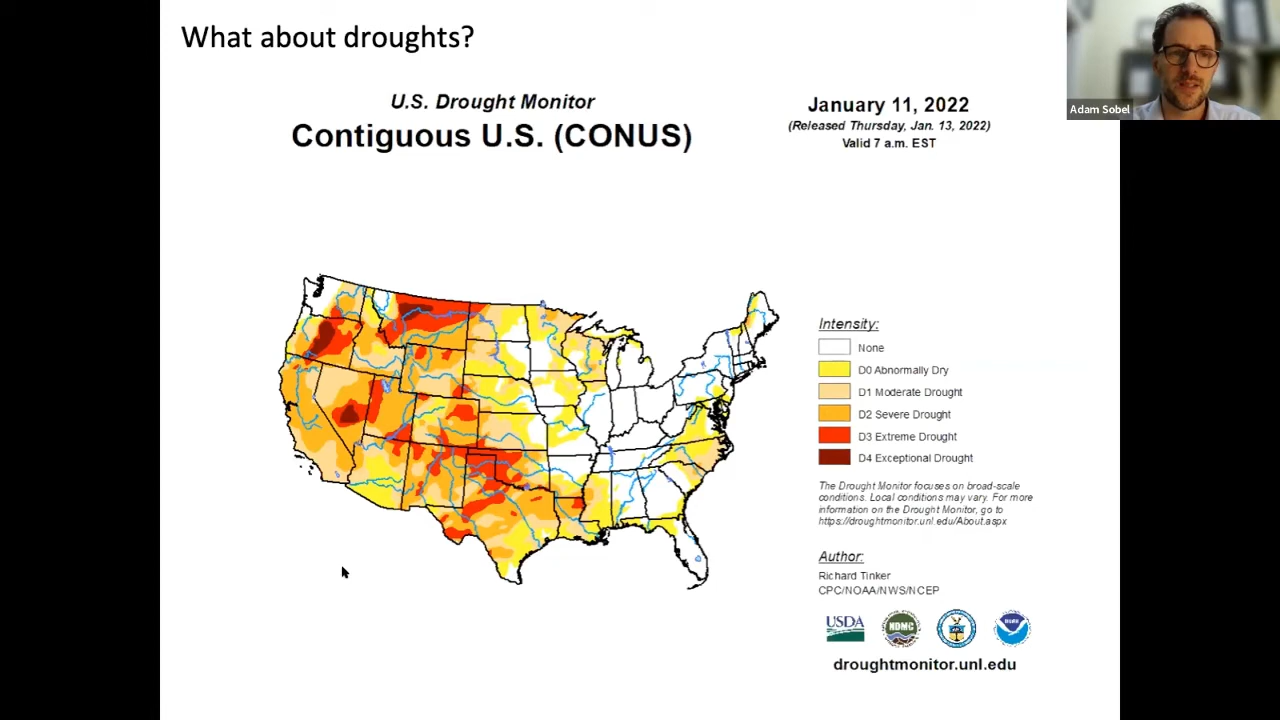 What about droughts?
Adam Sobel
U.S. Drought Monitor
Contiguous U.S. (CONUS)
January 11, 2022
(Released Thursday, Jan. 13, 2022)
Valid 7 a.m. EST
Intensity:
None
D0 Abnormally Dry
D1 Moderate Drought
D2 Severe Drought
D3 Extreme Drought
D4 Exceptional Drought
The Drought Monitor focuses on broad-scale
conditions. Local conditions may vary. For more
information on the Drought Monitor, go to
https://droughtmonitor.unl.edu/About.aspx
Author:
Richard Tinker
CPC/NOAA/NWS/NCEP
USDA
NDMC
droughtmonitor.unl.edu